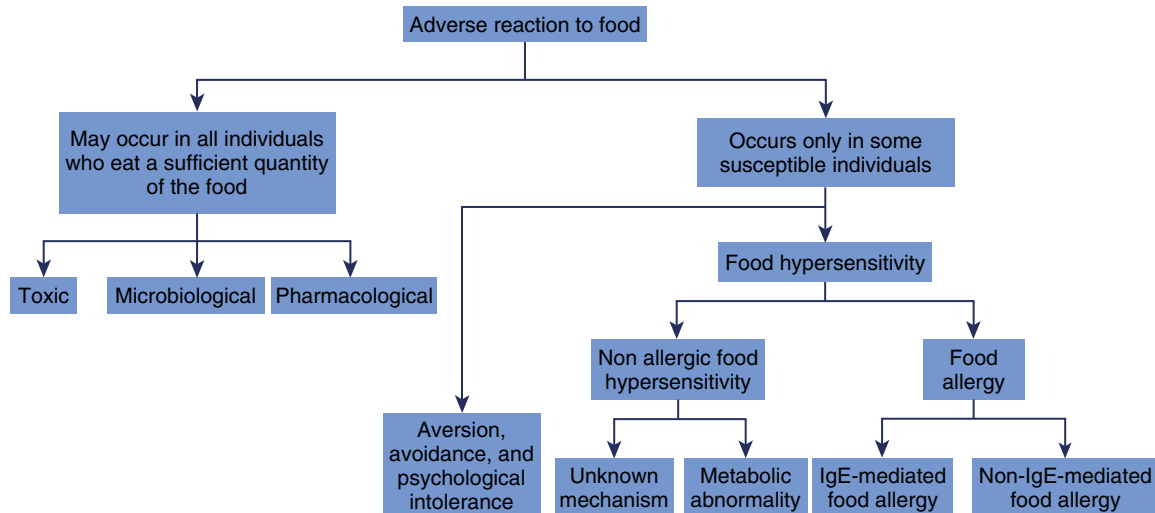 Adverse reaction to food
May occur in all individuals
who eat a sufficient quantity
of the food
Occurs only in some
susceptible individuals
Toxic
Microbiological
Pharmacological
Food hypersensitivity
Non allergic food
hypersensitivity
Food
allergy
Aversion,
avoidance, and
psychological
intolerance
Unknown
mechanism
Metabolic
abnormality
IgE-mediated
food allergy
Non-IgE-mediated
food allergy